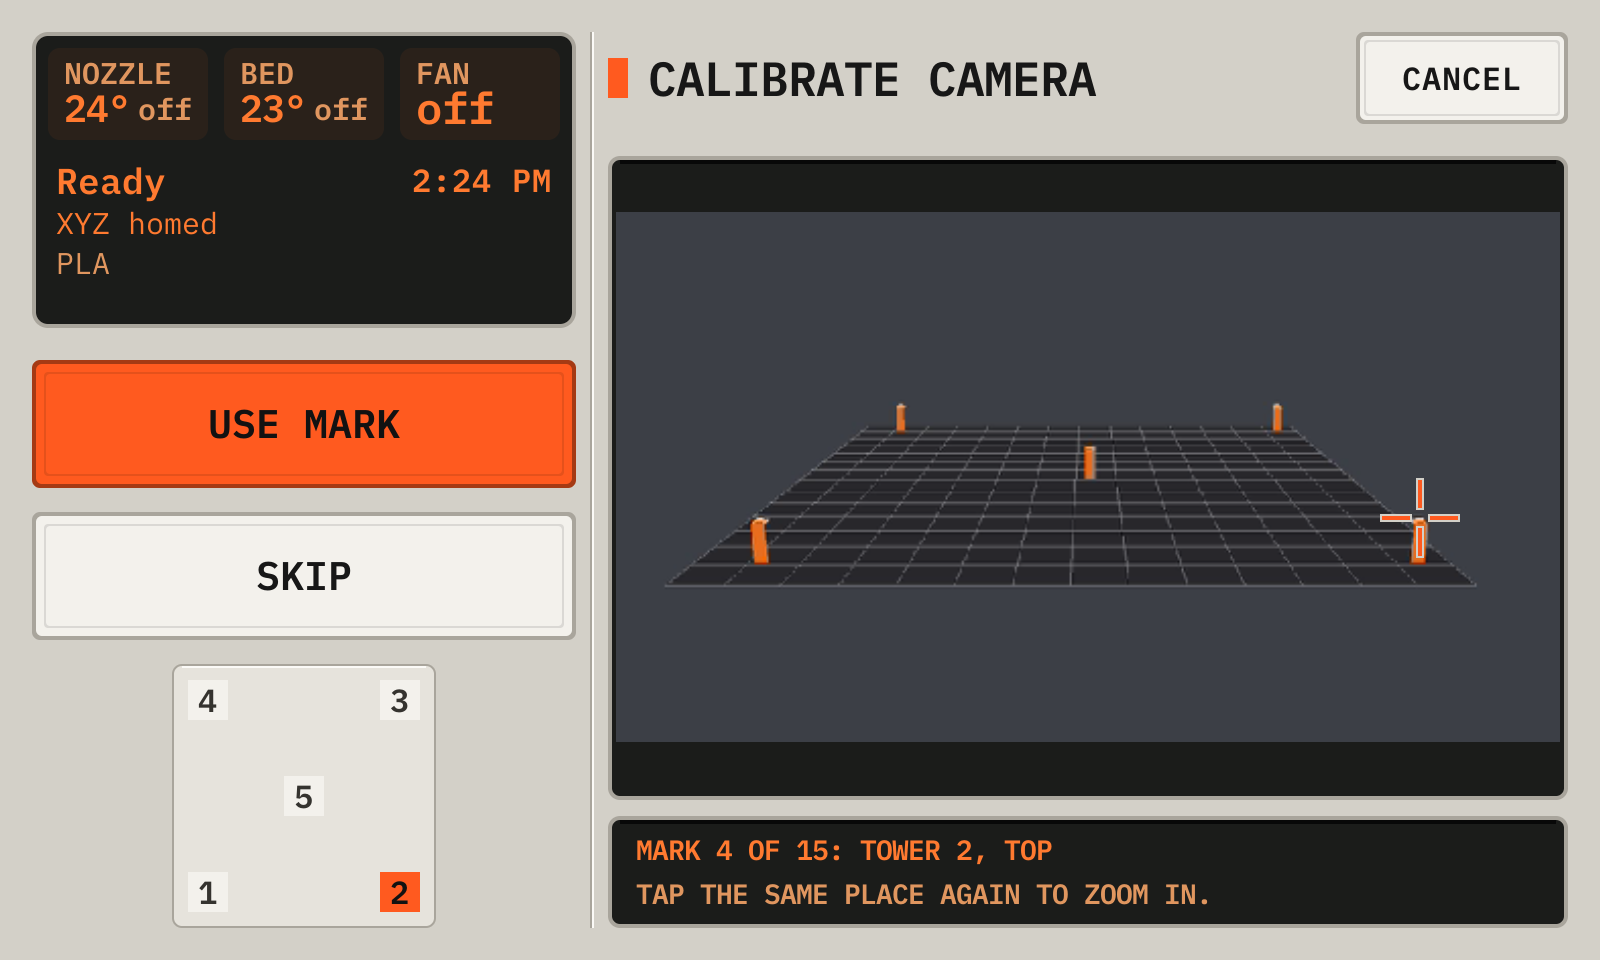 NOZZLE
24° off
BED
23° off
FAN
off
Ready
2:24 PM
XYZ homed
PLA
USE MARK
SKIP
4
3
5
1
2
CALIBRATE CAMERA
CANCEL
MARK 4 OF 15: TOWER 2, TOP
TAP THE SAME PLACE AGAIN TO ZOOM IN.